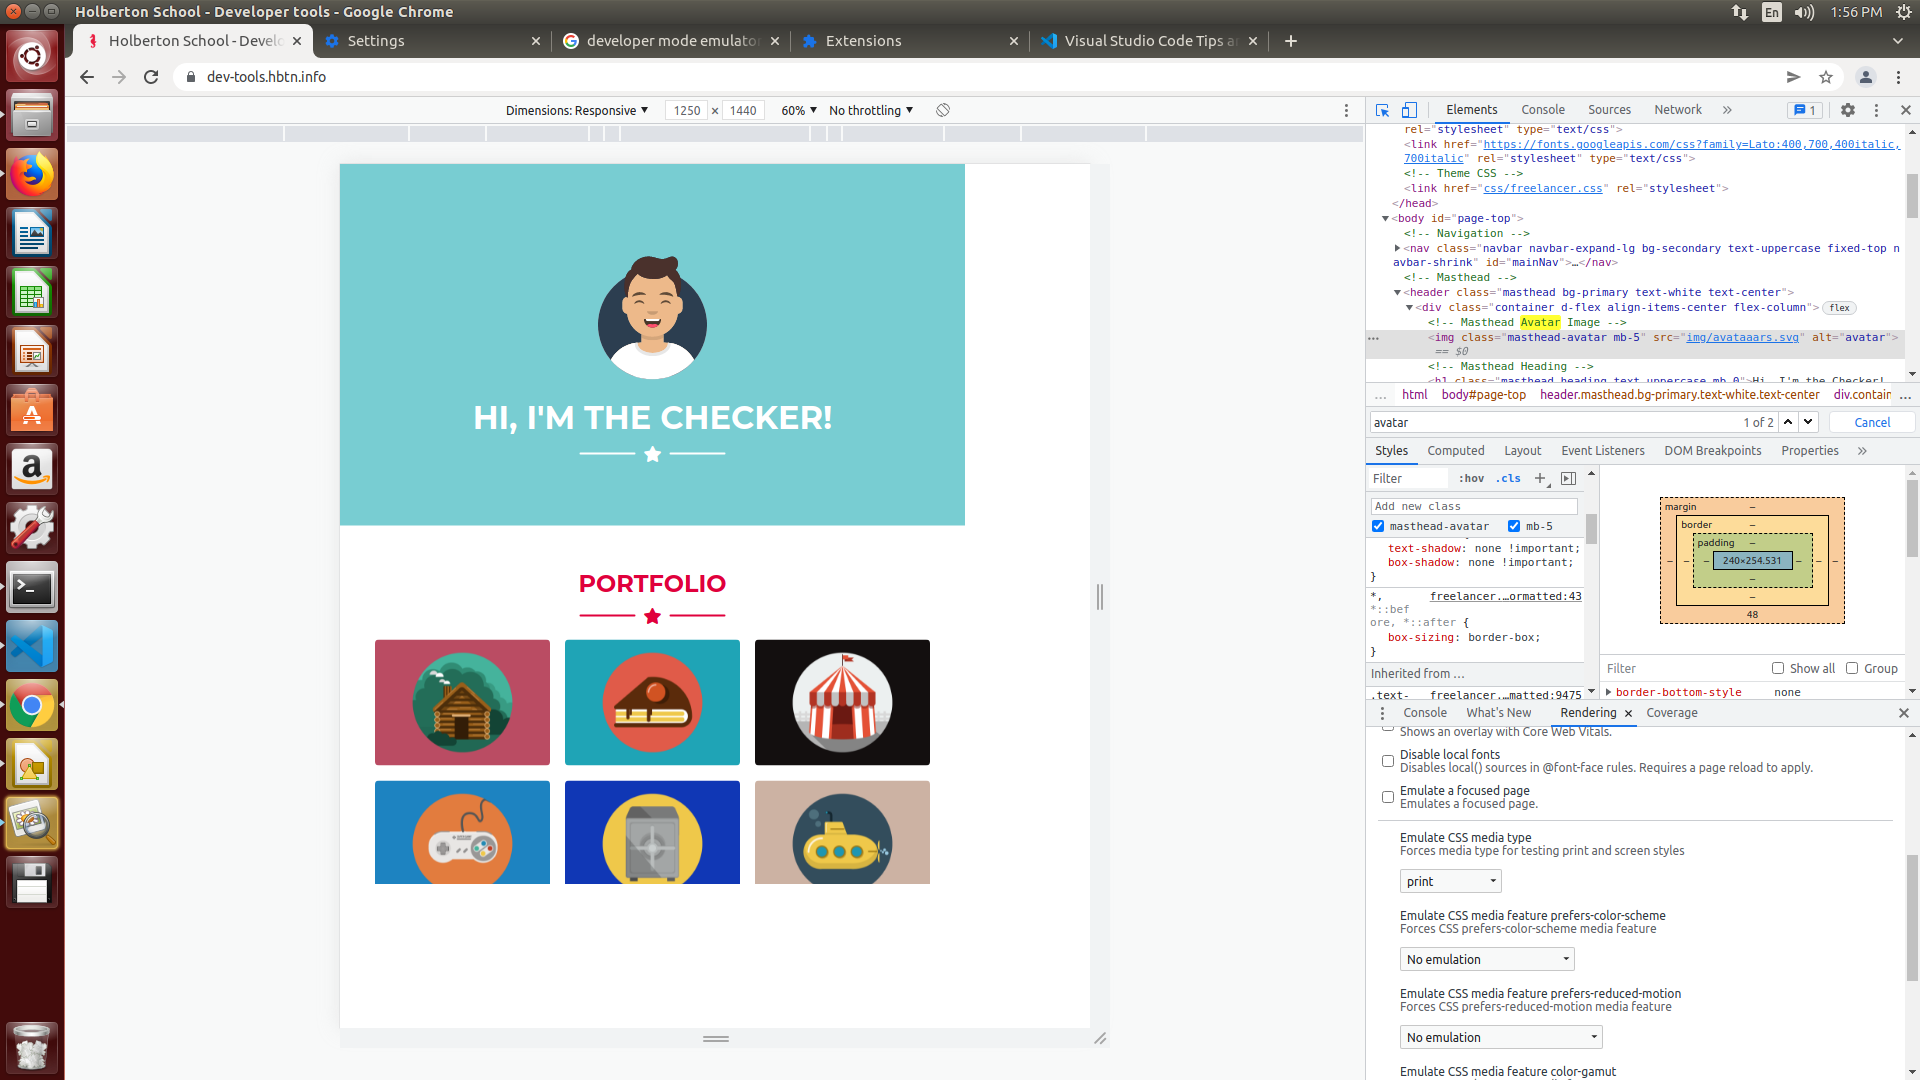 Holberton School - Developer tools - Google Chrome
En
1:56 PM
Holberton School - Develo
Settings
developer mode emulator
Extensions
Visual Studio Code Tips a
dev-tools.hbtn.info
Dimensions: Responsive
1250 × 1440
60%
No throttling
Elements
Console
Sources
Network
1
rel="stylesheet" type="text/css">
<link href="https://fonts.googleapis.com/css?family=Lato:400,700,400italic,
700italic" rel="stylesheet" type="text/css">
<!-- Theme CSS -->
<link href="css/freelancer.css" rel="stylesheet">
</head>
<body id="page-top">
<!-- Navigation -->
<nav class="navbar navbar-expand-lg bg-secondary text-uppercase fixed-top n
avbar-shrink" id="mainNav">…</nav>
<!-- Masthead -->
<header class="masthead bg-primary text-white text-center">
<div class="container d-flex align-items-center flex-column">
flex
<!-- Masthead Avatar Image -->
<img class="masthead-avatar mb-5" src="img/avataaars.svg" alt="avatar">
== $0
<!-- Masthead Heading -->
<h1 class="masthead-heading text-uppercase mb-0">Hi, I'm the Checker!
… html body#page-top header.masthead.bg-primary.text-white.text-center div.contain …
avatar
1 of 2
Cancel
Styles
Computed
Layout
Event Listeners
DOM Breakpoints
Properties
Filter
:hov .cls
Add new class
masthead-avatar
mb-5
text-shadow: none !important;
box-shadow: none !important;
}
*, freelancer.…ormatted:43
*::bef
ore, *::after {
box-sizing: border-box;
}
Inherited from …
.text- freelancer.…matted:9475
margin
–
border
–
padding
–
– – – 240×254.531 – – –
–
–
48
Filter
Show all
Group
border-bottom-style
none
Console
What's New
Rendering
Coverage
Shows an overlay with Core Web Vitals.
Disable local fonts
Disables local() sources in @font-face rules. Requires a page reload to apply.
Emulate a focused page
Emulates a focused page.
Emulate CSS media type
Forces media type for testing print and screen styles
print
Emulate CSS media feature prefers-color-scheme
Forces CSS prefers-color-scheme media feature
No emulation
Emulate CSS media feature prefers-reduced-motion
Forces CSS prefers-reduced-motion media feature
No emulation
Emulate CSS media feature color-gamut
HI, I'M THE CHECKER!
PORTFOLIO